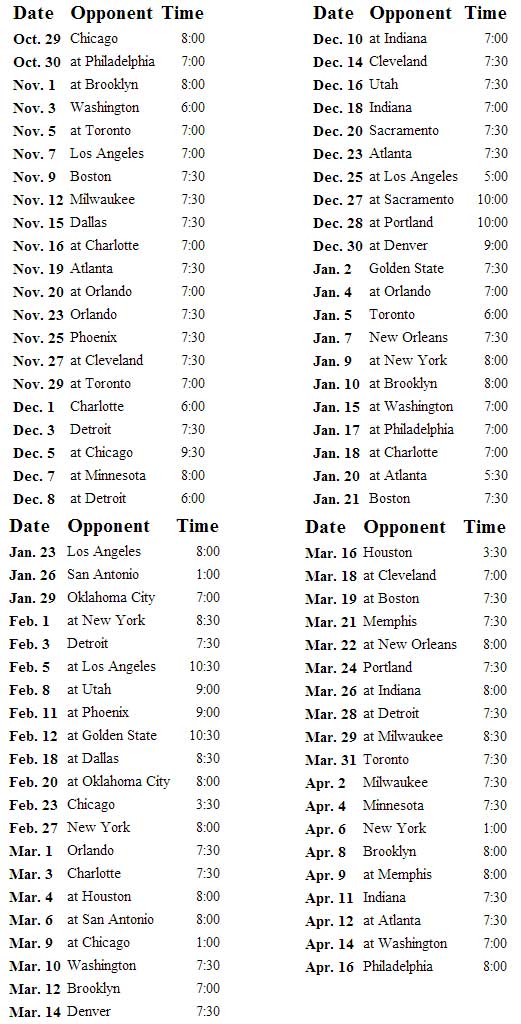 Date Opponent Time
Oct. 29 Chicago 8:00
Oct. 30 at Philadelphia 7:00
Nov. 1 at Brooklyn 8:00
Nov. 3 Washington 6:00
Nov. 5 at Toronto 7:00
Nov. 7 Los Angeles 7:00
Nov. 9 Boston 7:30
Nov. 12 Milwaukee 7:30
Nov. 15 Dallas 7:30
Nov. 16 at Charlotte 7:00
Nov. 19 Atlanta 7:30
Nov. 20 at Orlando 7:00
Nov. 23 Orlando 7:30
Nov. 25 Phoenix 7:30
Nov. 27 at Cleveland 7:30
Nov. 29 at Toronto 7:00
Dec. 1 Charlotte 6:00
Dec. 3 Detroit 7:30
Dec. 5 at Chicago 9:30
Dec. 7 at Minnesota 8:00
Dec. 8 at Detroit 6:00
Date Opponent Time
Dec. 10 at Indiana 7:00
Dec. 14 Cleveland 7:30
Dec. 16 Utah 7:30
Dec. 18 Indiana 7:00
Dec. 20 Sacramento 7:30
Dec. 23 Atlanta 7:30
Dec. 25 at Los Angeles 5:00
Dec. 27 at Sacramento 10:00
Dec. 28 at Portland 10:00
Dec. 30 at Denver 9:00
Jan. 2 Golden State 7:30
Jan. 4 at Orlando 7:00
Jan. 5 Toronto 6:00
Jan. 7 New Orleans 7:30
Jan. 9 at New York 8:00
Jan. 10 at Brooklyn 8:00
Jan. 15 at Washington 7:00
Jan. 17 at Philadelphia 7:00
Jan. 18 at Charlotte 7:00
Jan. 20 at Atlanta 5:30
Jan. 21 Boston 7:30
Date Opponent Time
Jan. 23 Los Angeles 8:00
Jan. 26 San Antonio 1:00
Jan. 29 Oklahoma City 7:00
Feb. 1 at New York 8:30
Feb. 3 Detroit 7:30
Feb. 5 at Los Angeles 10:30
Feb. 8 at Utah 9:00
Feb. 11 at Phoenix 9:00
Feb. 12 at Golden State 10:30
Feb. 18 at Dallas 8:30
Feb. 20 at Oklahoma City 8:00
Feb. 23 Chicago 3:30
Feb. 27 New York 8:00
Mar. 1 Orlando 7:30
Mar. 3 Charlotte 7:30
Mar. 4 at Houston 8:00
Mar. 6 at San Antonio 8:00
Mar. 9 at Chicago 1:00
Mar. 10 Washington 7:30
Mar. 12 Brooklyn 7:00
Mar. 14 Denver 7:30
Date Opponent Time
Mar. 16 Houston 3:30
Mar. 18 at Cleveland 7:00
Mar. 19 at Boston 7:30
Mar. 21 Memphis 7:30
Mar. 22 at New Orleans 8:00
Mar. 24 Portland 7:30
Mar. 26 at Indiana 8:00
Mar. 28 at Detroit 7:30
Mar. 29 at Milwaukee 8:30
Mar. 31 Toronto 7:30
Apr. 2 Milwaukee 7:30
Apr. 4 Minnesota 7:30
Apr. 6 New York 1:00
Apr. 8 Brooklyn 8:00
Apr. 9 at Memphis 8:00
Apr. 11 Indiana 7:30
Apr. 12 at Atlanta 7:30
Apr. 14 at Washington 7:00
Apr. 16 Philadelphia 8:00